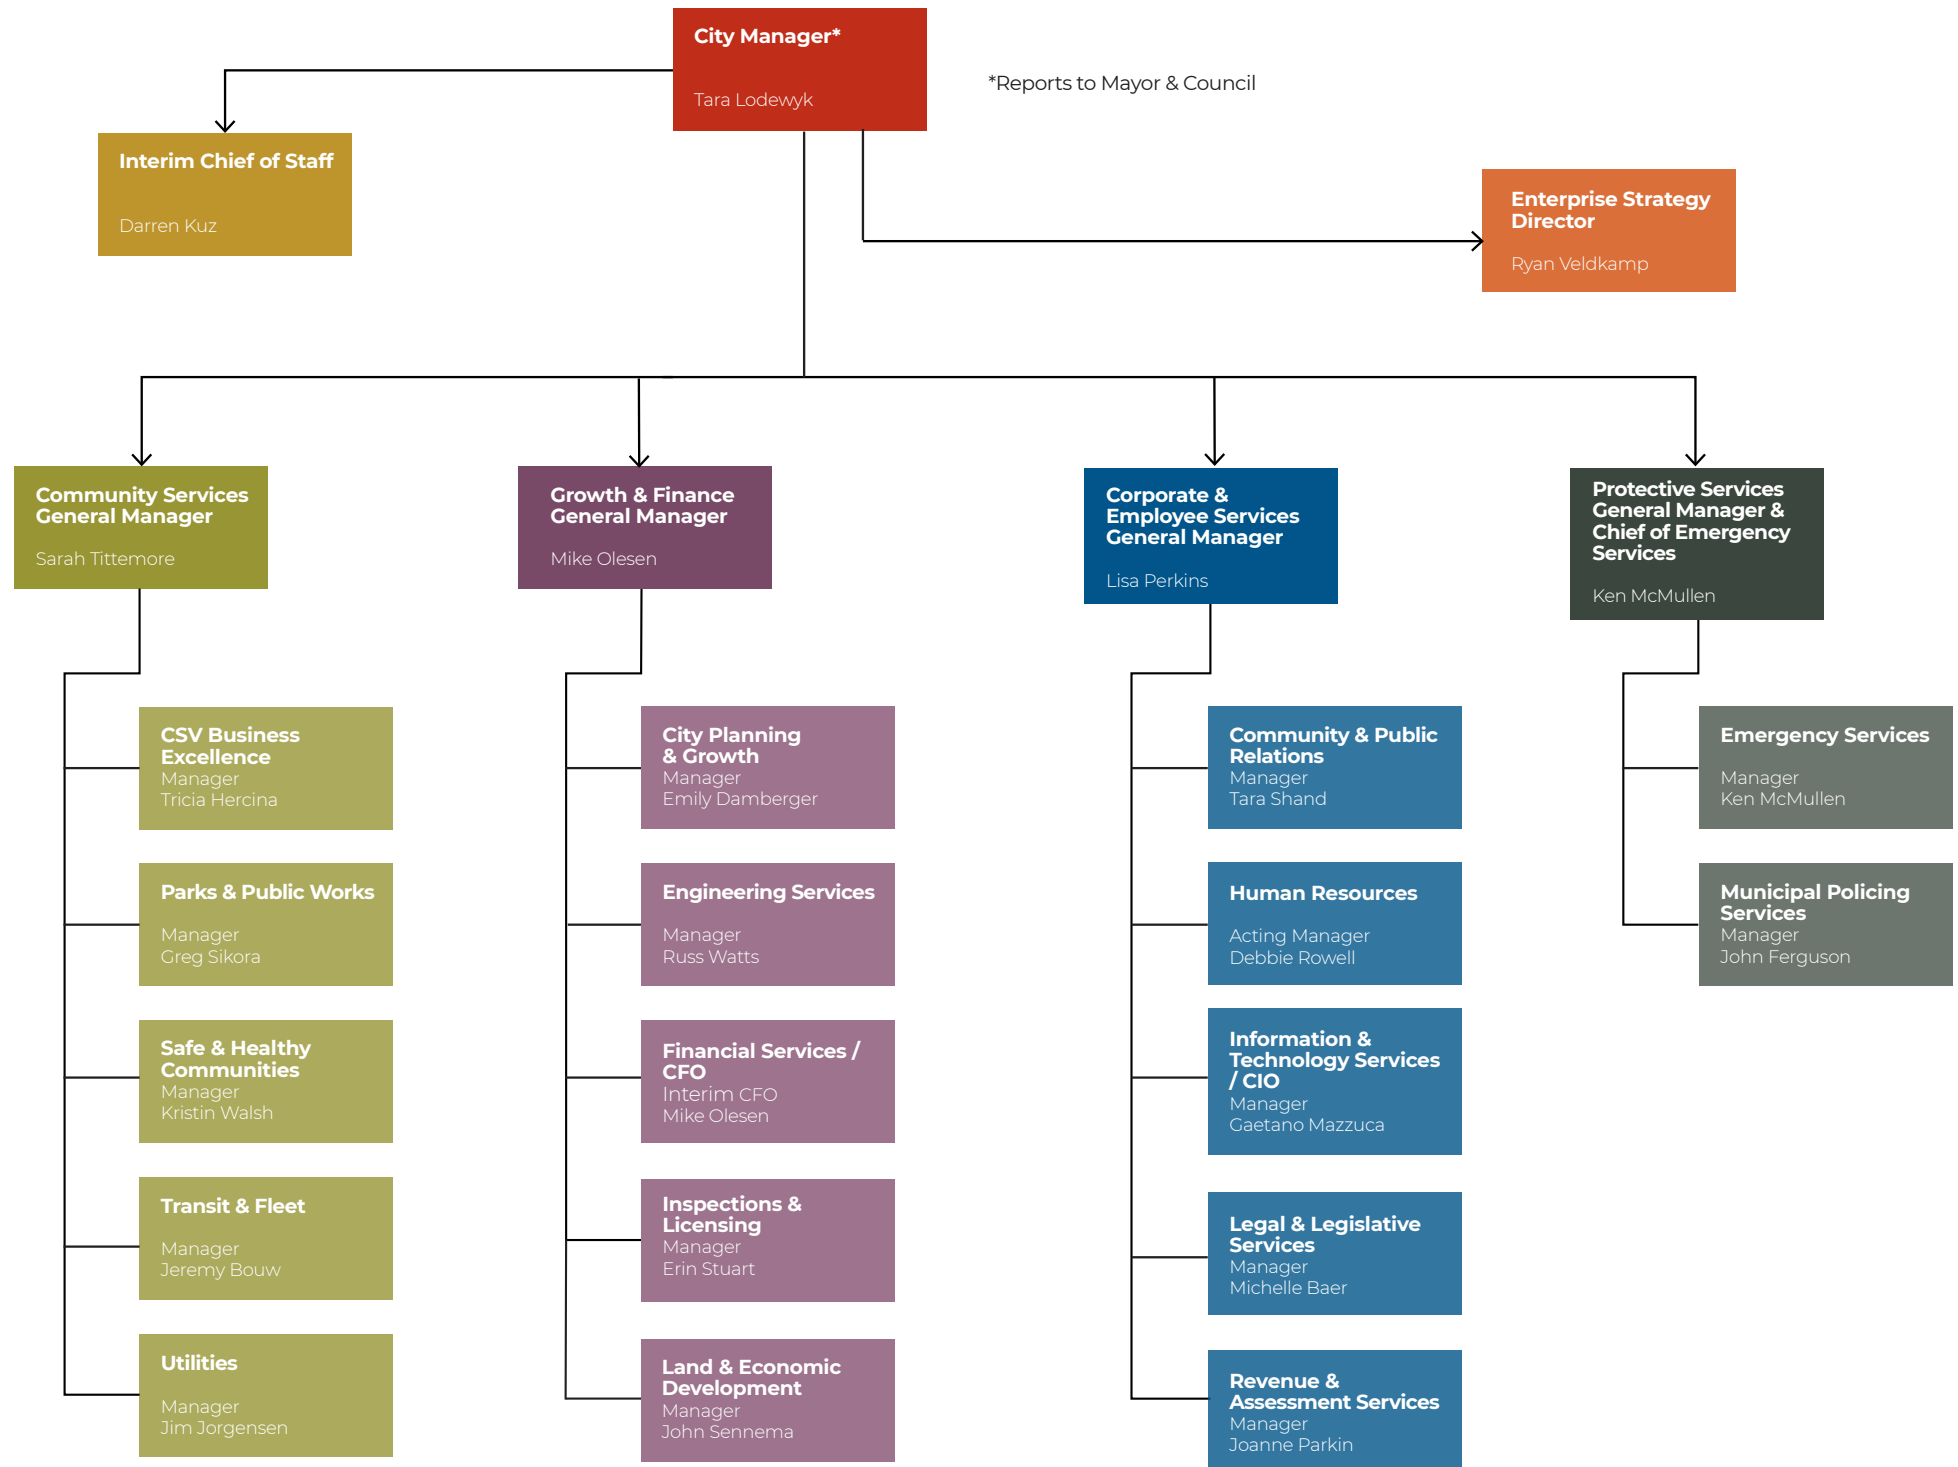 City Manager*
Tara Lodewyk
*Reports to Mayor & Council
Interim Chief of Staff
Darren Kuz
Enterprise Strategy
Director
Ryan Veldkamp
Community Services
General Manager
Sarah Tittemore
Growth & Finance
General Manager
Mike Olesen
Corporate &
Employee Services
General Manager
Lisa Perkins
Protective Services
General Manager &
Chief of Emergency
Services
Ken McMullen
CSV Business
Excellence
Manager
Tricia Hercina
Parks & Public Works
Manager
Greg Sikora
Safe & Healthy
Communities
Manager
Kristin Walsh
Transit & Fleet
Manager
Jeremy Bouw
Utilities
Manager
Jim Jorgensen
City Planning
& Growth
Manager
Emily Damberger
Engineering Services
Manager
Russ Watts
Financial Services /
CFO
Interim CFO
Mike Olesen
Inspections &
Licensing
Manager
Erin Stuart
Land & Economic
Development
Manager
John Sennema
Community & Public
Relations
Manager
Tara Shand
Human Resources
Acting Manager
Debbie Rowell
Information &
Technology Services
/ CIO
Manager
Gaetano Mazzuca
Legal & Legislative
Services
Manager
Michelle Baer
Revenue &
Assessment Services
Manager
Joanne Parkin
Emergency Services
Manager
Ken McMullen
Municipal Policing
Services
Manager
John Ferguson